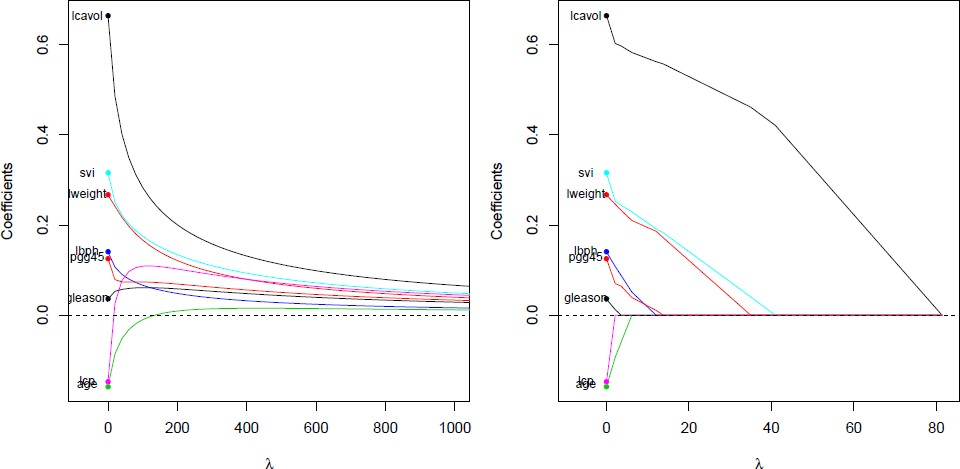 Coefficients
0.0 0.2 0.4 0.6
lcavol
svi
lweight
lbph
pgg45
gleason
lcp
age
0 200 400 600 800 1000
λ
Coefficients
0.0 0.2 0.4 0.6
lcavol
svi
lweight
lbph
pgg45
gleason
lcp
age
0 20 40 60 80
λ